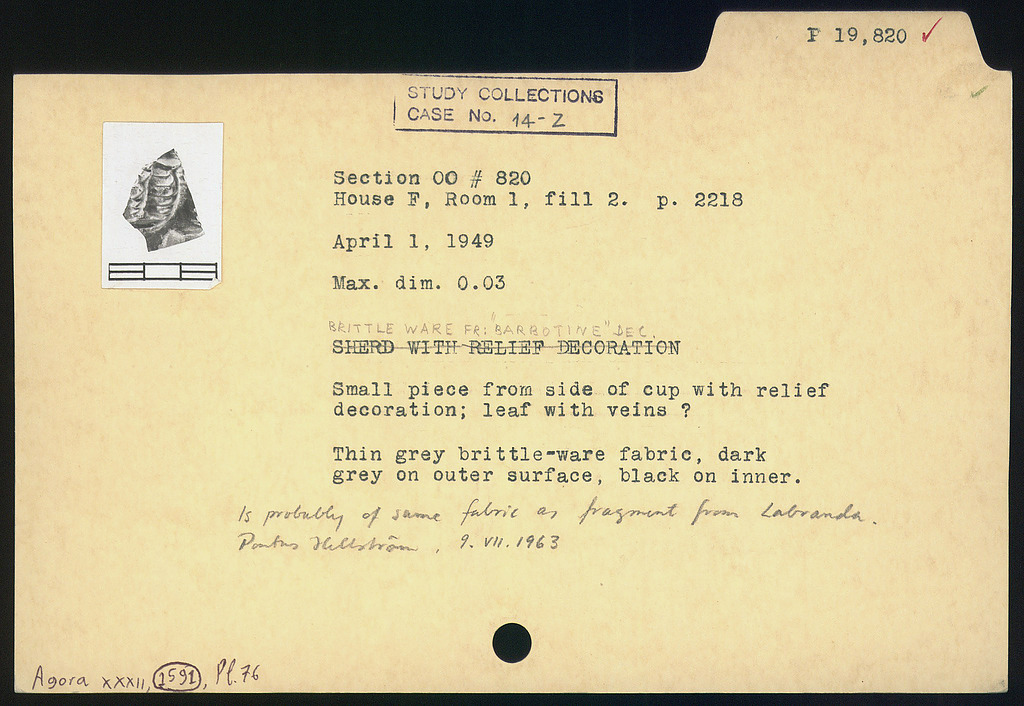 P 19,820 ✓
STUDY COLLECTIONS
CASE No. 14-Z
Section OO # 820
House F, Room 1, fill 2. p. 2218
April 1, 1949
Max. dim. 0.03
BRITTLE WARE FR: "BARBOTINE" DEC.
SHERD WITH RELIEF DECORATION
Small piece from side of cup with relief
decoration; leaf with veins ?
Thin grey brittle-ware fabric, dark
grey on outer surface, black on inner.
Is probably of same fabric as fragment from Labranda.
Pontus Hellström, 9. VII. 1963
Agora XXXII, 1591, Pl. 76